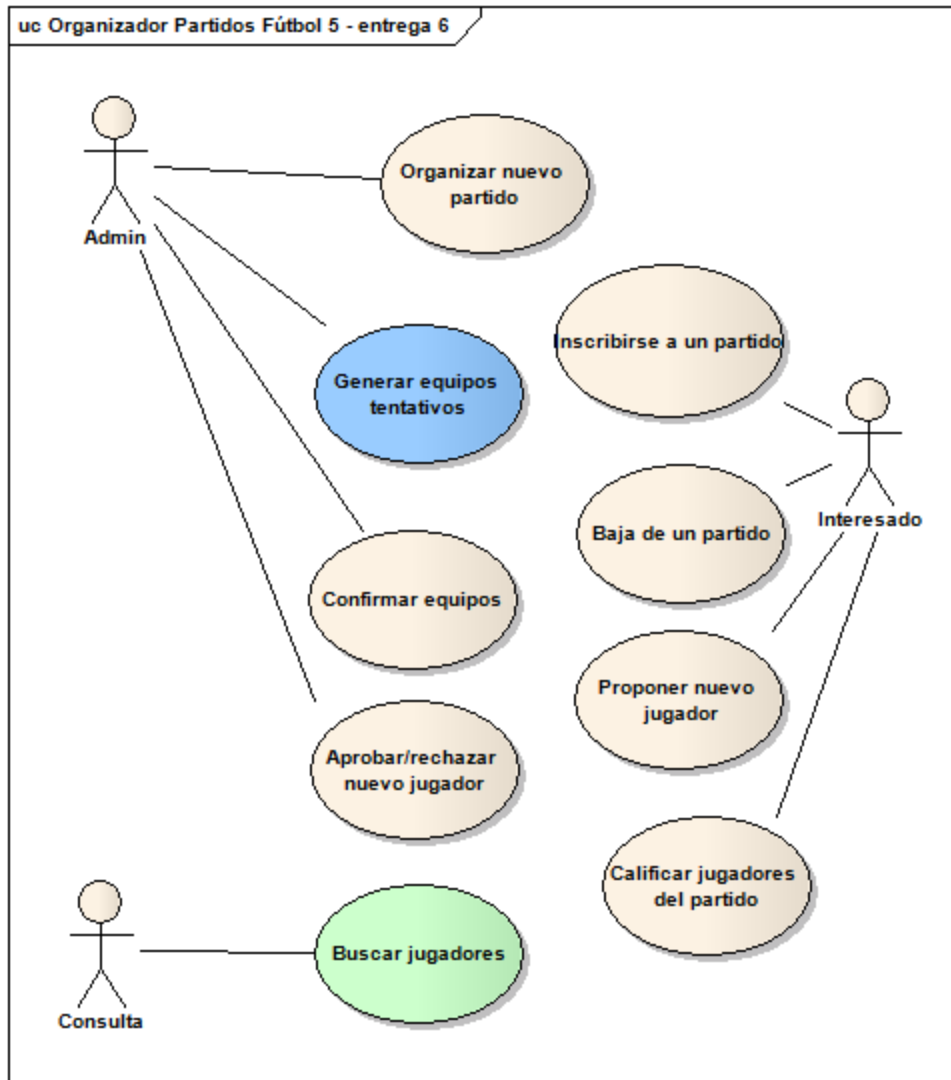 uc Organizador Partidos Fútbol 5 - entrega 6
Admin
Organizar nuevo
partido
Inscribirse a un partido
Generar equipos
tentativos
Interesado
Baja de un partido
Confirmar equipos
Proponer nuevo
jugador
Aprobar/rechazar
nuevo jugador
Calificar jugadores
del partido
Consulta
Buscar jugadores